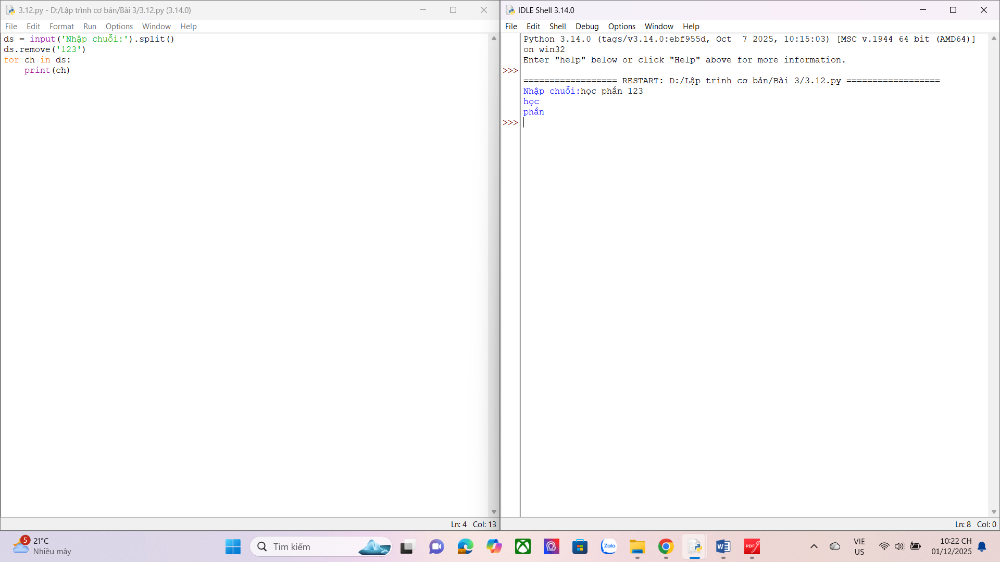 3.12.py - D:/Lập trình cơ bản/Bài 3/3.12.py (3.14.0)
File Edit Format Run Options Window Help
ds = input('Nhập chuỗi:').split()
ds.remove('123')
for ch in ds:
    print(ch)
Ln: 4 Col: 13
IDLE Shell 3.14.0
File Edit Shell Debug Options Window Help
Python 3.14.0 (tags/v3.14.0:ebf955d, Oct  7 2025, 10:15:03) [MSC v.1944 64 bit (AMD64)]
on win32
Enter "help" below or click "Help" above for more information.
>>>
================== RESTART: D:/Lập trình cơ bản/Bài 3/3.12.py ==================
Nhập chuỗi:học phần 123
học
phần
>>>
Ln: 8 Col: 0
5
21°C
Nhiều mây
Tìm kiếm
Zalo
W
PDF
VIE
US
10:22 CH
01/12/2025